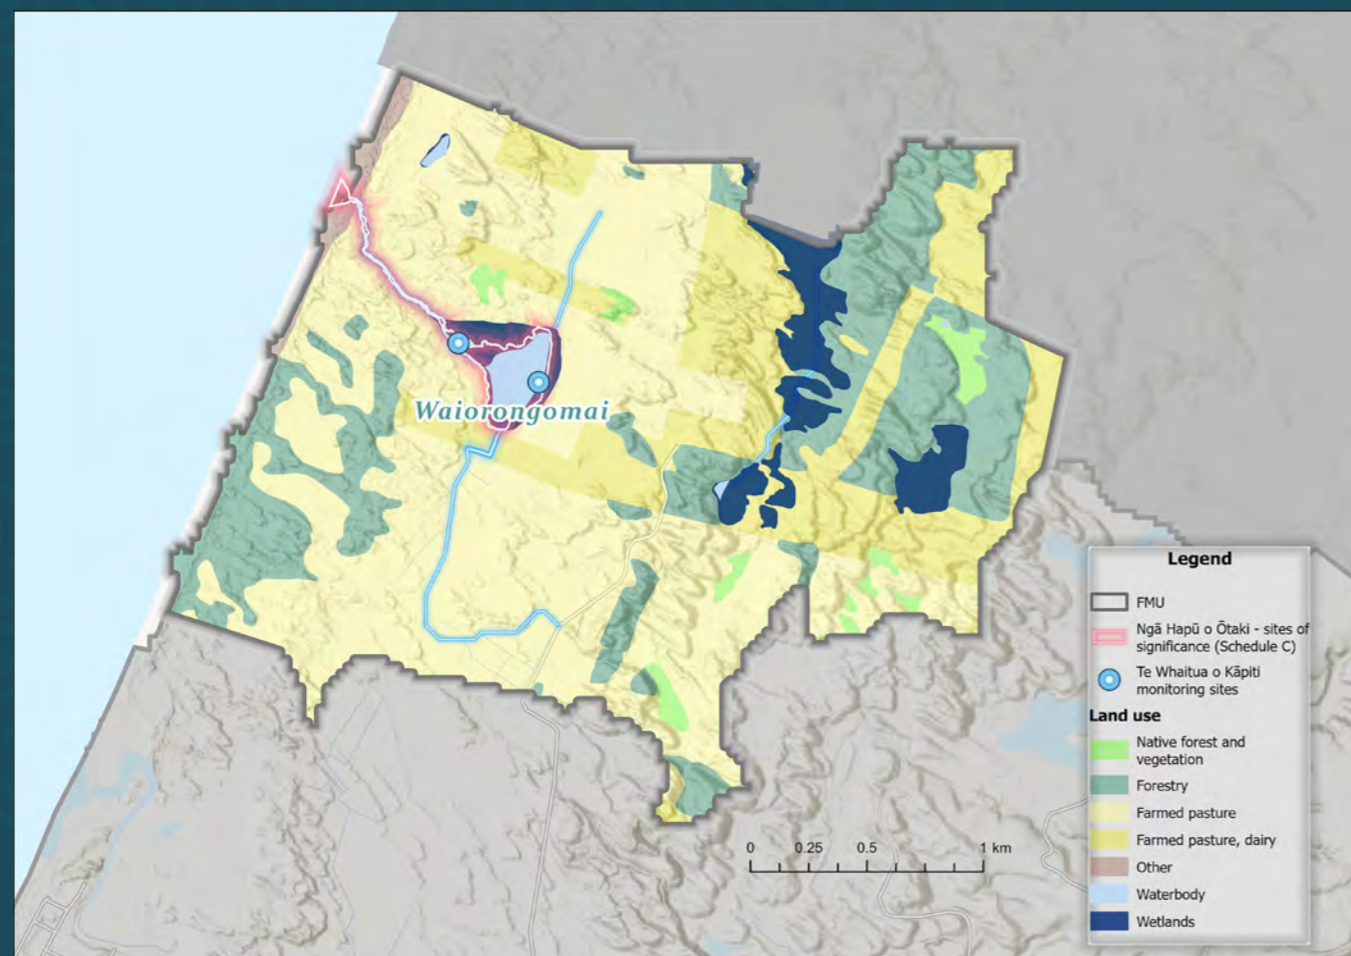 Waiorongomai
0 0.25 0.5 1 km
Legend
FMU
Ngā Hapū o Ōtaki - sites of
significance (Schedule C)
Te Whaitua o Kāpiti
monitoring sites
Land use
Native forest and
vegetation
Forestry
Farmed pasture
Farmed pasture, dairy
Other
Waterbody
Wetlands